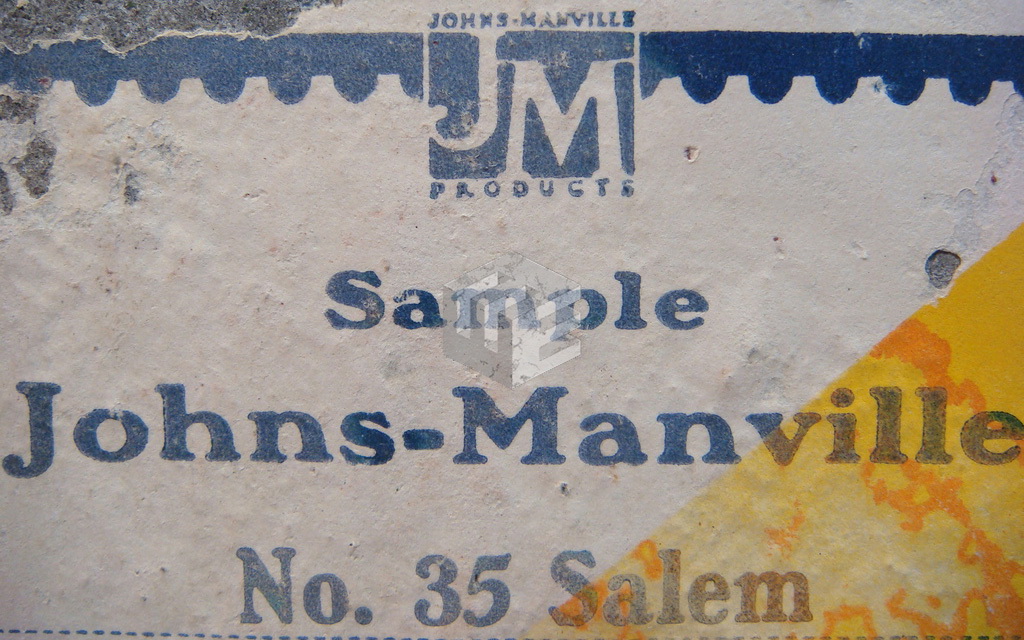 JOHNS-MANVILLE
JM
PRODUCTS
Sample
Johns-Manville
No. 35 Salem